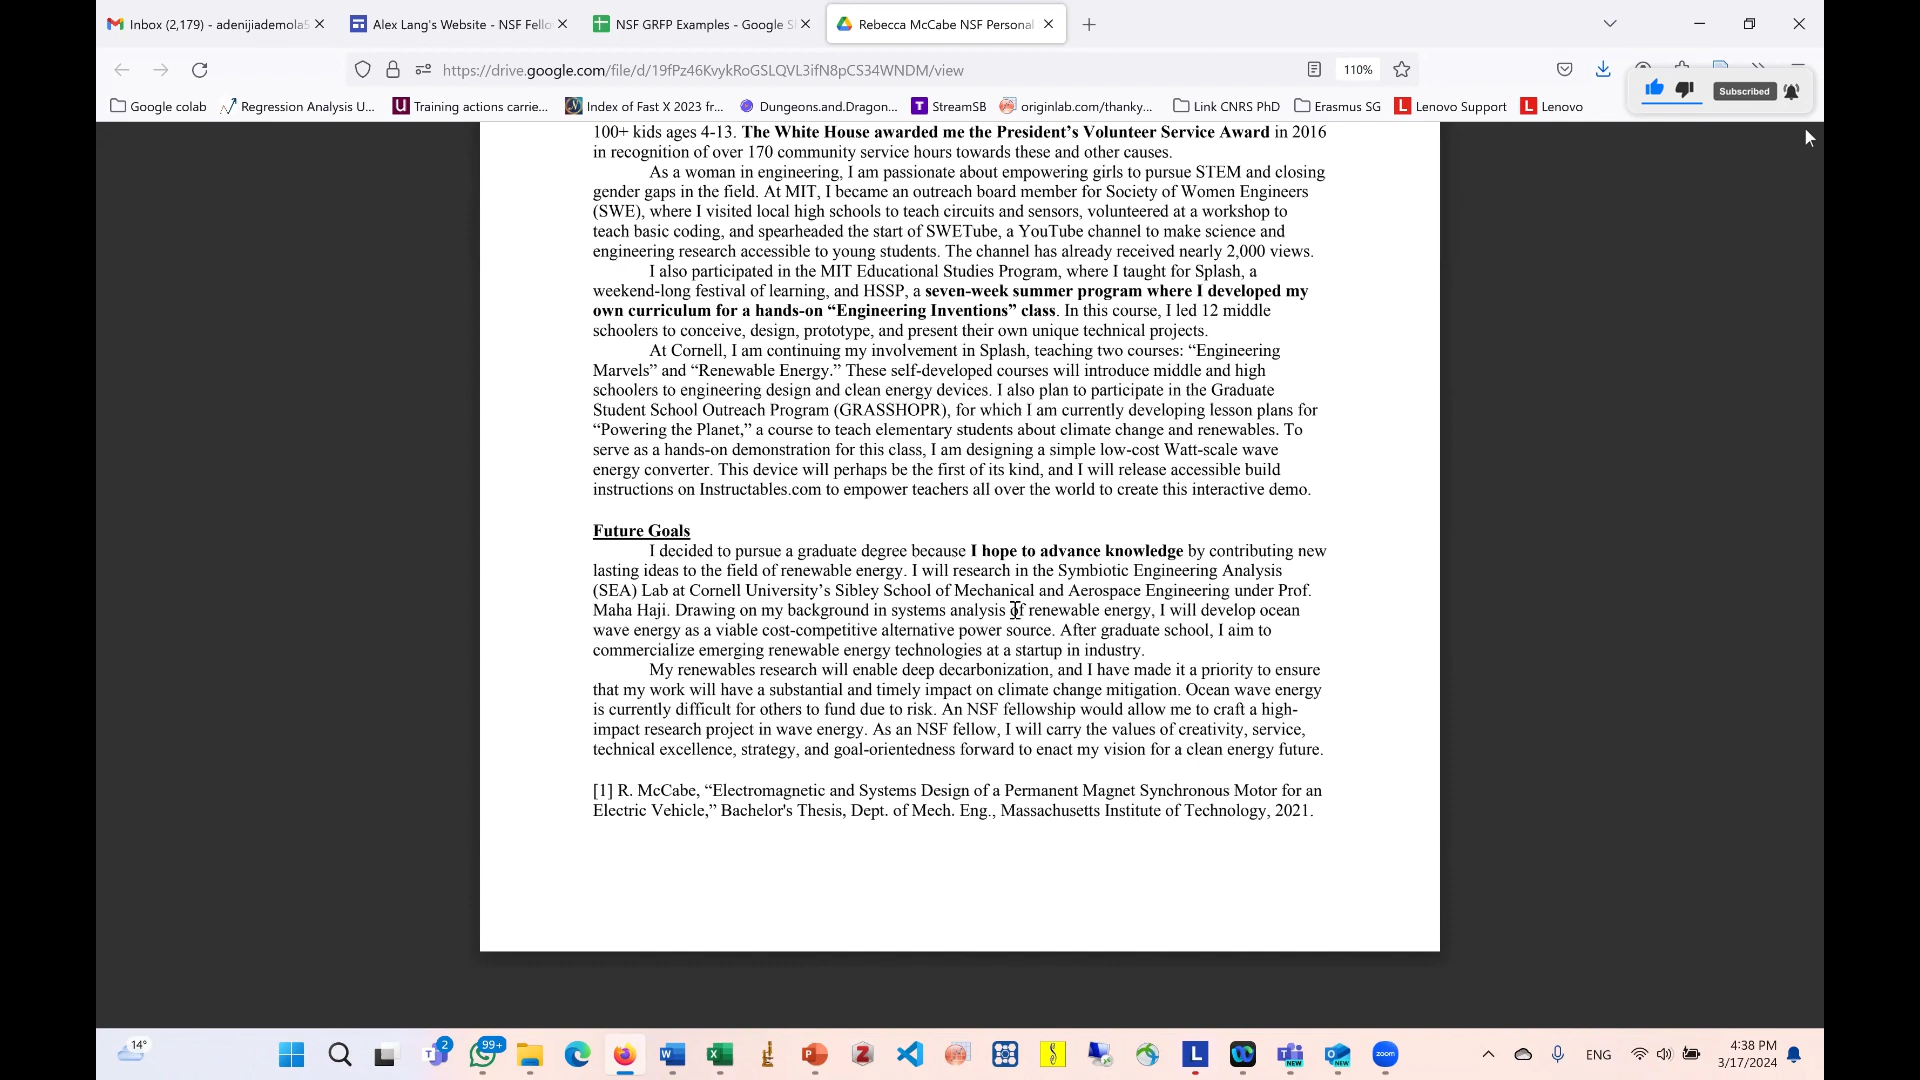 Inbox (2,179) - adenijiademola5
Alex Lang's Website - NSF Fello
NSF GRFP Examples - Google S
Rebecca McCabe NSF Personal
https://drive.google.com/file/d/19fPz46KvykRoGSLQVL3ifN8pCS34WNDM/view
110%
Google colab
Regression Analysis U...
Training actions carrie...
Index of Fast X 2023 fr...
Dungeons.and.Dragon...
StreamSB
originlab.com/thanky...
Link CNRS PhD
Erasmus SG
Lenovo Support
Lenovo
Subscribed
100+ kids ages 4-13. The White House awarded me the President's Volunteer Service Award in 2016
in recognition of over 170 community service hours towards these and other causes.
As a woman in engineering, I am passionate about empowering girls to pursue STEM and closing
gender gaps in the field. At MIT, I became an outreach board member for Society of Women Engineers
(SWE), where I visited local high schools to teach circuits and sensors, volunteered at a workshop to
teach basic coding, and spearheaded the start of SWETube, a YouTube channel to make science and
engineering research accessible to young students. The channel has already received nearly 2,000 views.
I also participated in the MIT Educational Studies Program, where I taught for Splash, a
weekend-long festival of learning, and HSSP, a seven-week summer program where I developed my
own curriculum for a hands-on “Engineering Inventions” class. In this course, I led 12 middle
schoolers to conceive, design, prototype, and present their own unique technical projects.
At Cornell, I am continuing my involvement in Splash, teaching two courses: “Engineering
Marvels” and “Renewable Energy.” These self-developed courses will introduce middle and high
schoolers to engineering design and clean energy devices. I also plan to participate in the Graduate
Student School Outreach Program (GRASSHOPR), for which I am currently developing lesson plans for
“Powering the Planet,” a course to teach elementary students about climate change and renewables. To
serve as a hands-on demonstration for this class, I am designing a simple low-cost Watt-scale wave
energy converter. This device will perhaps be the first of its kind, and I will release accessible build
instructions on Instructables.com to empower teachers all over the world to create this interactive demo.
Future Goals
I decided to pursue a graduate degree because I hope to advance knowledge by contributing new
lasting ideas to the field of renewable energy. I will research in the Symbiotic Engineering Analysis
(SEA) Lab at Cornell University's Sibley School of Mechanical and Aerospace Engineering under Prof.
Maha Haji. Drawing on my background in systems analysis of renewable energy, I will develop ocean
wave energy as a viable cost-competitive alternative power source. After graduate school, I aim to
commercialize emerging renewable energy technologies at a startup in industry.
My renewables research will enable deep decarbonization, and I have made it a priority to ensure
that my work will have a substantial and timely impact on climate change mitigation. Ocean wave energy
is currently difficult for others to fund due to risk. An NSF fellowship would allow me to craft a high-
impact research project in wave energy. As an NSF fellow, I will carry the values of creativity, service,
technical excellence, strategy, and goal-orientedness forward to enact my vision for a clean energy future.
[1] R. McCabe, “Electromagnetic and Systems Design of a Permanent Magnet Synchronous Motor for an
Electric Vehicle,” Bachelor's Thesis, Dept. of Mech. Eng., Massachusetts Institute of Technology, 2021.
14°
2
99+
NEW
NEW
zoom
ENG
4:38 PM
3/17/2024